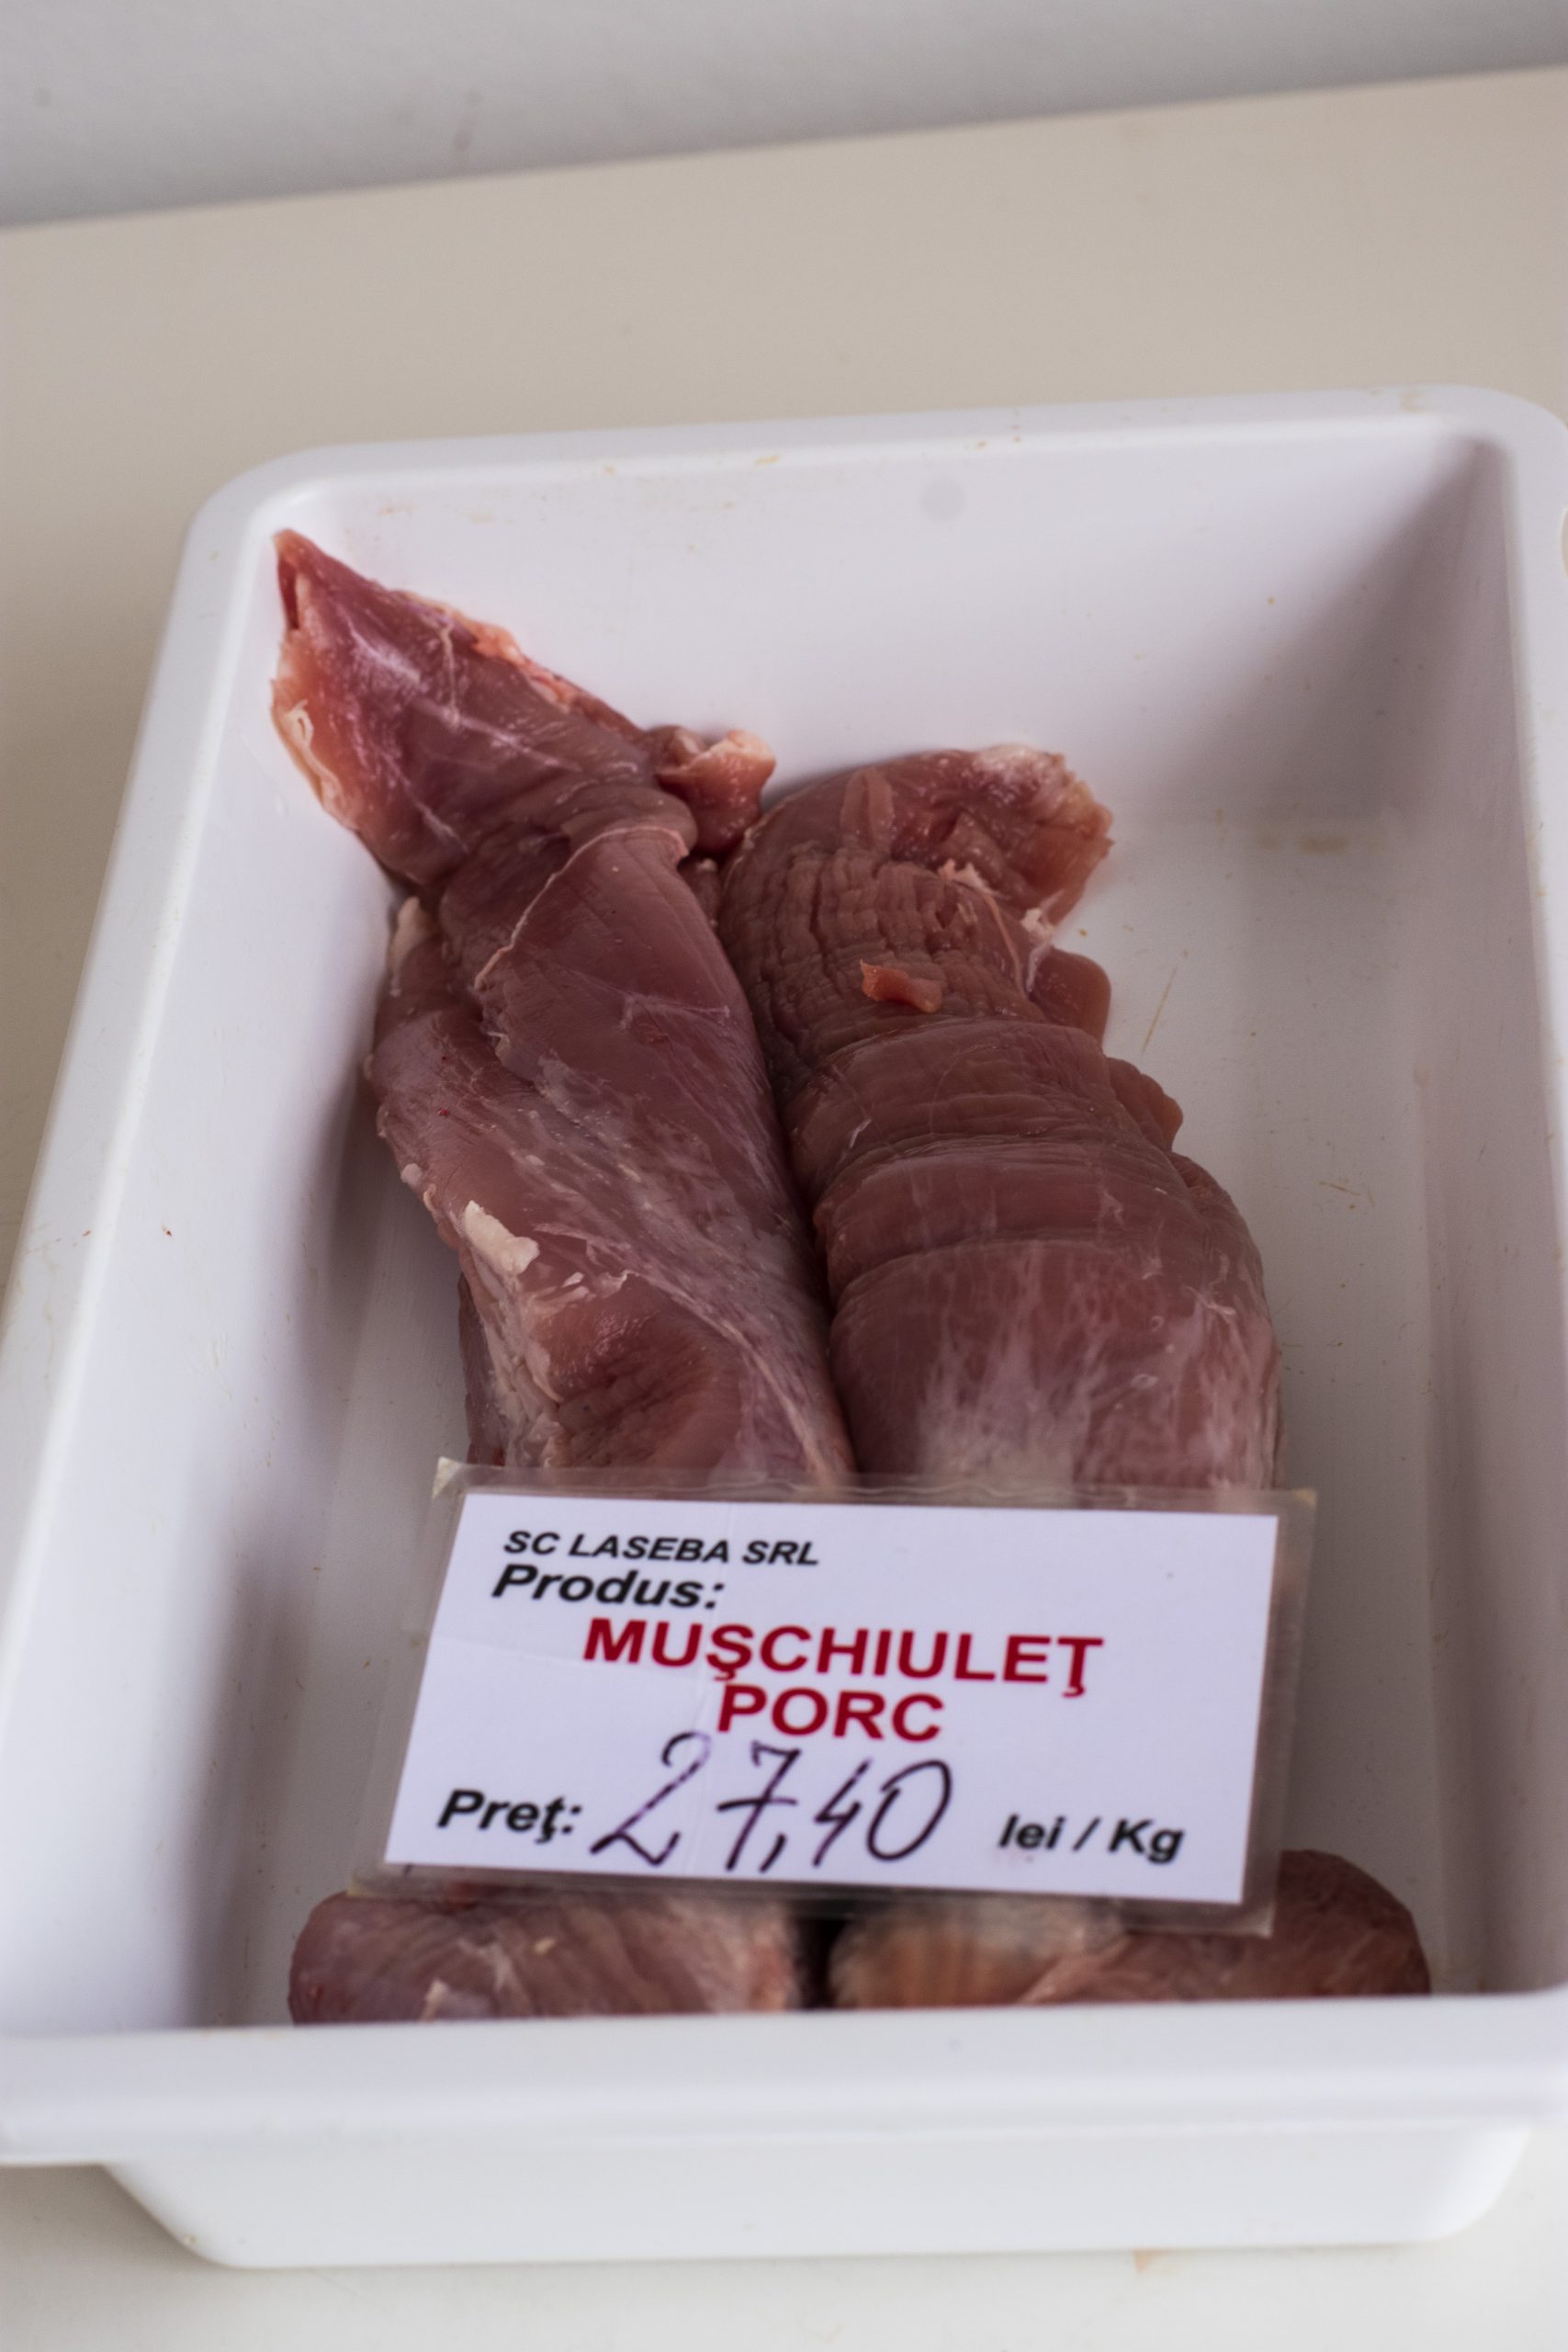 SC LASEBA SRL
Produs:
MUŞCHIULEŢ
PORC
Preţ: 27,40 lei / Kg